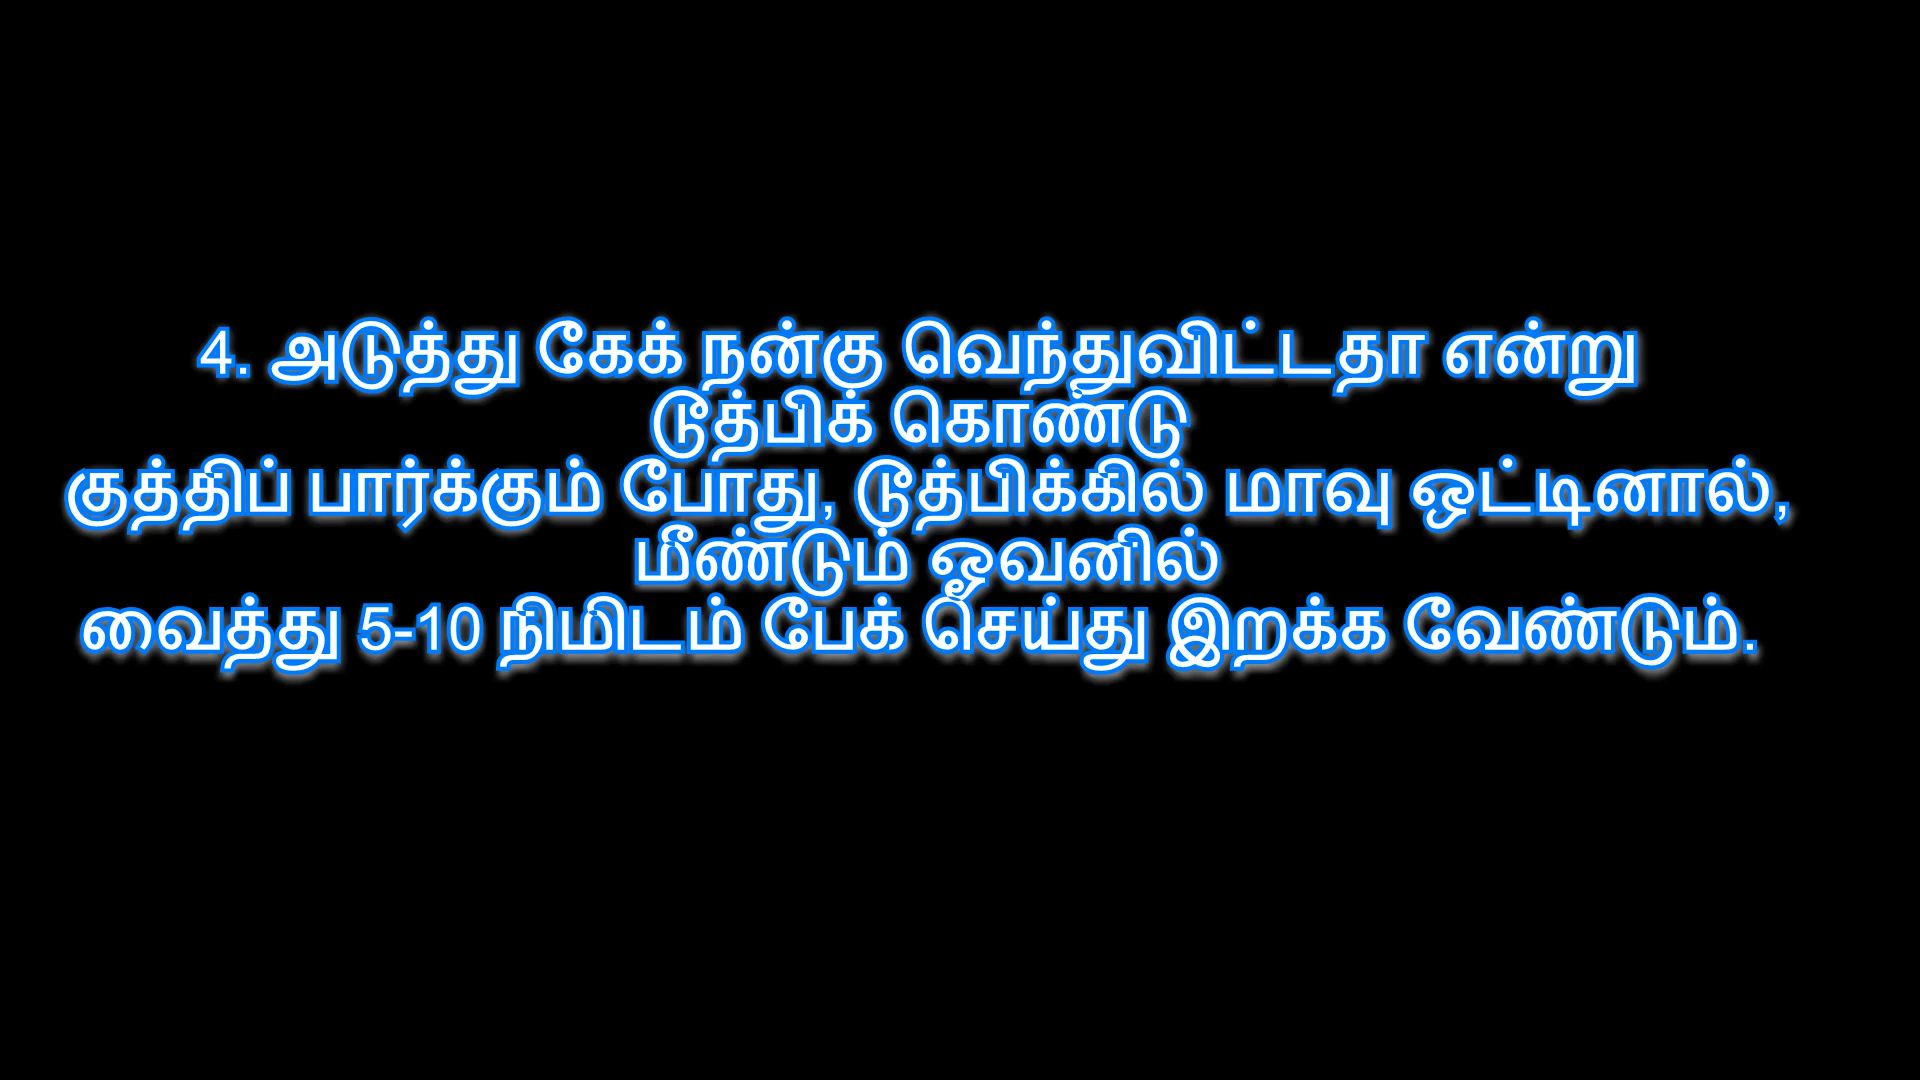 4. அடுத்து கேக் நன்கு வெந்துவிட்டதா என்று
டூத்பிக் கொண்டு
குத்திப் பார்க்கும் போது, டூத்பிக்கில் மாவு ஒட்டினால்,
மீண்டும் ஓவனில்
வைத்து 5-10 நிமிடம் பேக் செய்து இறக்க வேண்டும்.